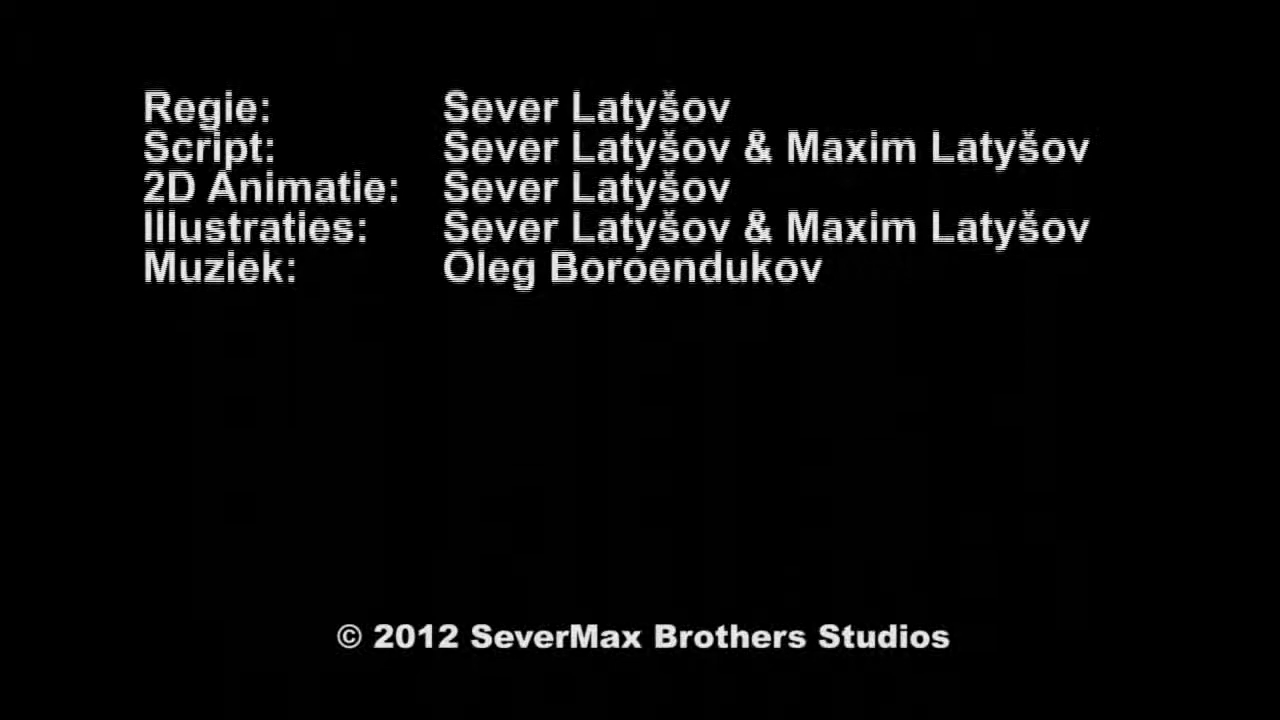 Regie: Sever Latyšov
Script: Sever Latyšov & Maxim Latyšov
2D Animatie: Sever Latyšov
Illustraties: Sever Latyšov & Maxim Latyšov
Muziek: Oleg Boroendukov
© 2012 SeverMax Brothers Studios